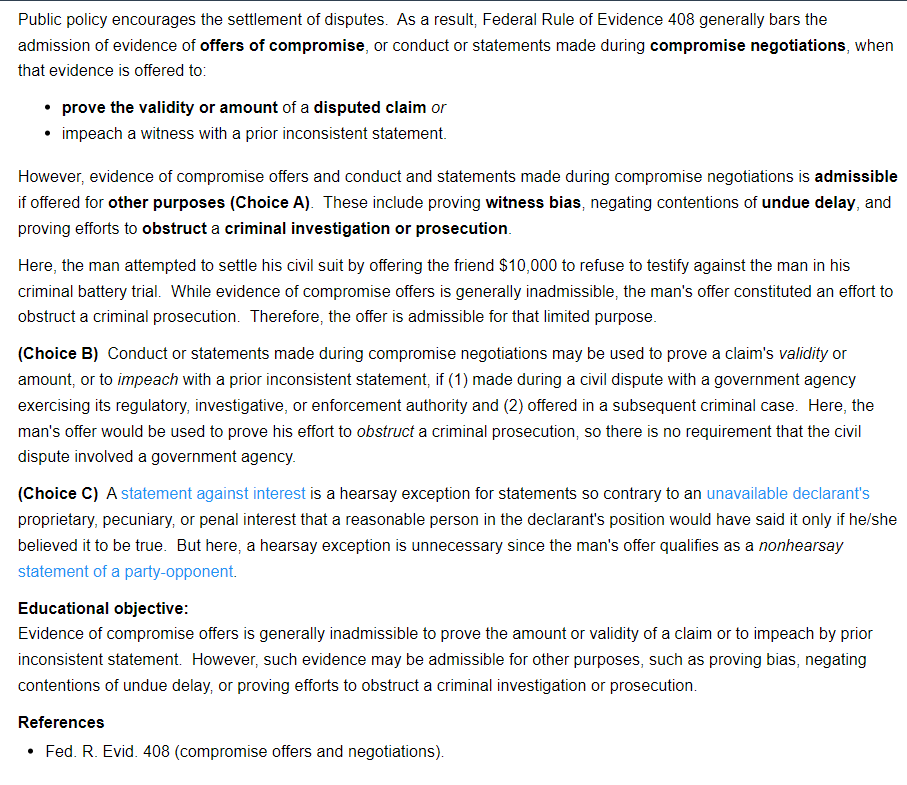 Public policy encourages the settlement of disputes.  As a result, Federal Rule of Evidence 408 generally bars the
admission of evidence of offers of compromise, or conduct or statements made during compromise negotiations, when
that evidence is offered to:
• prove the validity or amount of a disputed claim or
• impeach a witness with a prior inconsistent statement.
However, evidence of compromise offers and conduct and statements made during compromise negotiations is admissible
if offered for other purposes (Choice A).  These include proving witness bias, negating contentions of undue delay, and
proving efforts to obstruct a criminal investigation or prosecution.
Here, the man attempted to settle his civil suit by offering the friend $10,000 to refuse to testify against the man in his
criminal battery trial.  While evidence of compromise offers is generally inadmissible, the man's offer constituted an effort to
obstruct a criminal prosecution.  Therefore, the offer is admissible for that limited purpose.
(Choice B)  Conduct or statements made during compromise negotiations may be used to prove a claim's validity or
amount, or to impeach with a prior inconsistent statement, if (1) made during a civil dispute with a government agency
exercising its regulatory, investigative, or enforcement authority and (2) offered in a subsequent criminal case.  Here, the
man's offer would be used to prove his effort to obstruct a criminal prosecution, so there is no requirement that the civil
dispute involved a government agency.
(Choice C)  A statement against interest is a hearsay exception for statements so contrary to an unavailable declarant's
proprietary, pecuniary, or penal interest that a reasonable person in the declarant's position would have said it only if he/she
believed it to be true.  But here, a hearsay exception is unnecessary since the man's offer qualifies as a nonhearsay
statement of a party-opponent.
Educational objective:
Evidence of compromise offers is generally inadmissible to prove the amount or validity of a claim or to impeach by prior
inconsistent statement.  However, such evidence may be admissible for other purposes, such as proving bias, negating
contentions of undue delay, or proving efforts to obstruct a criminal investigation or prosecution.
References
• Fed. R. Evid. 408 (compromise offers and negotiations).